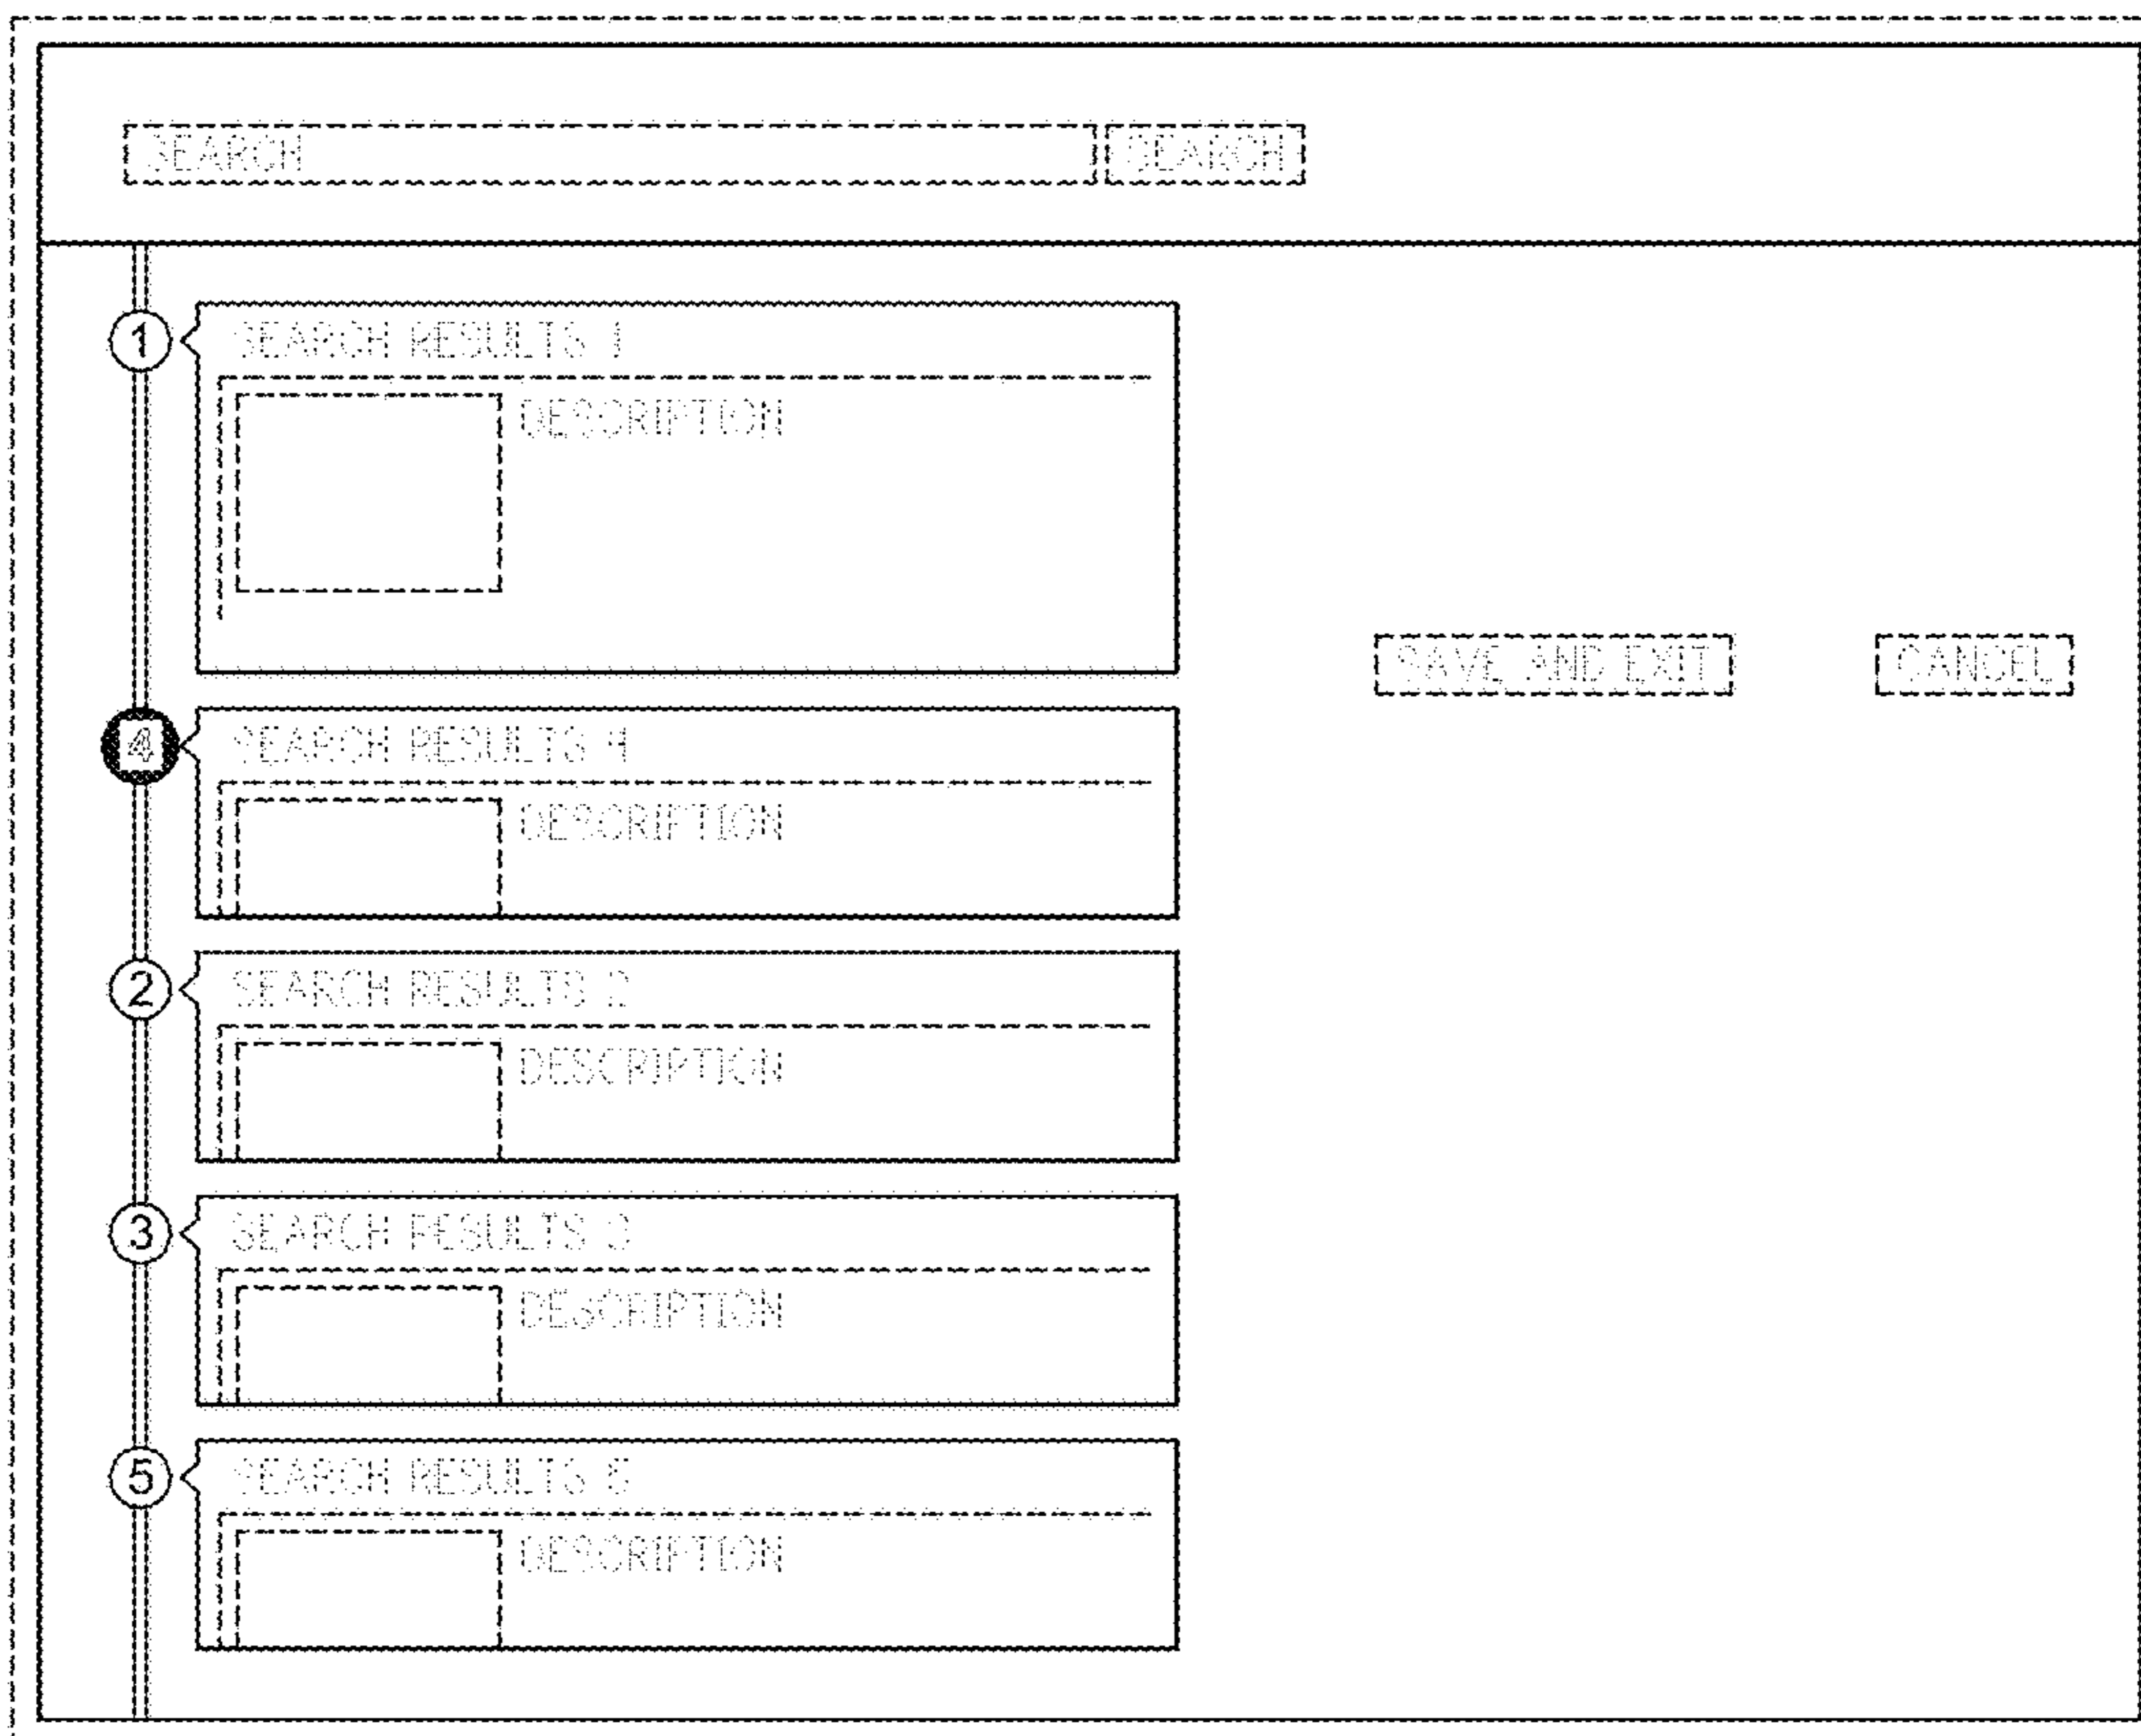 SEARCH SEARCH
1 SEARCH RESULTS 1
DESCRIPTION
SAVE AND EXIT CANCEL
4 SEARCH RESULTS 4
DESCRIPTION
2 SEARCH RESULTS 2
DESCRIPTION
3 SEARCH RESULTS 3
DESCRIPTION
5 SEARCH RESULTS 5
DESCRIPTION